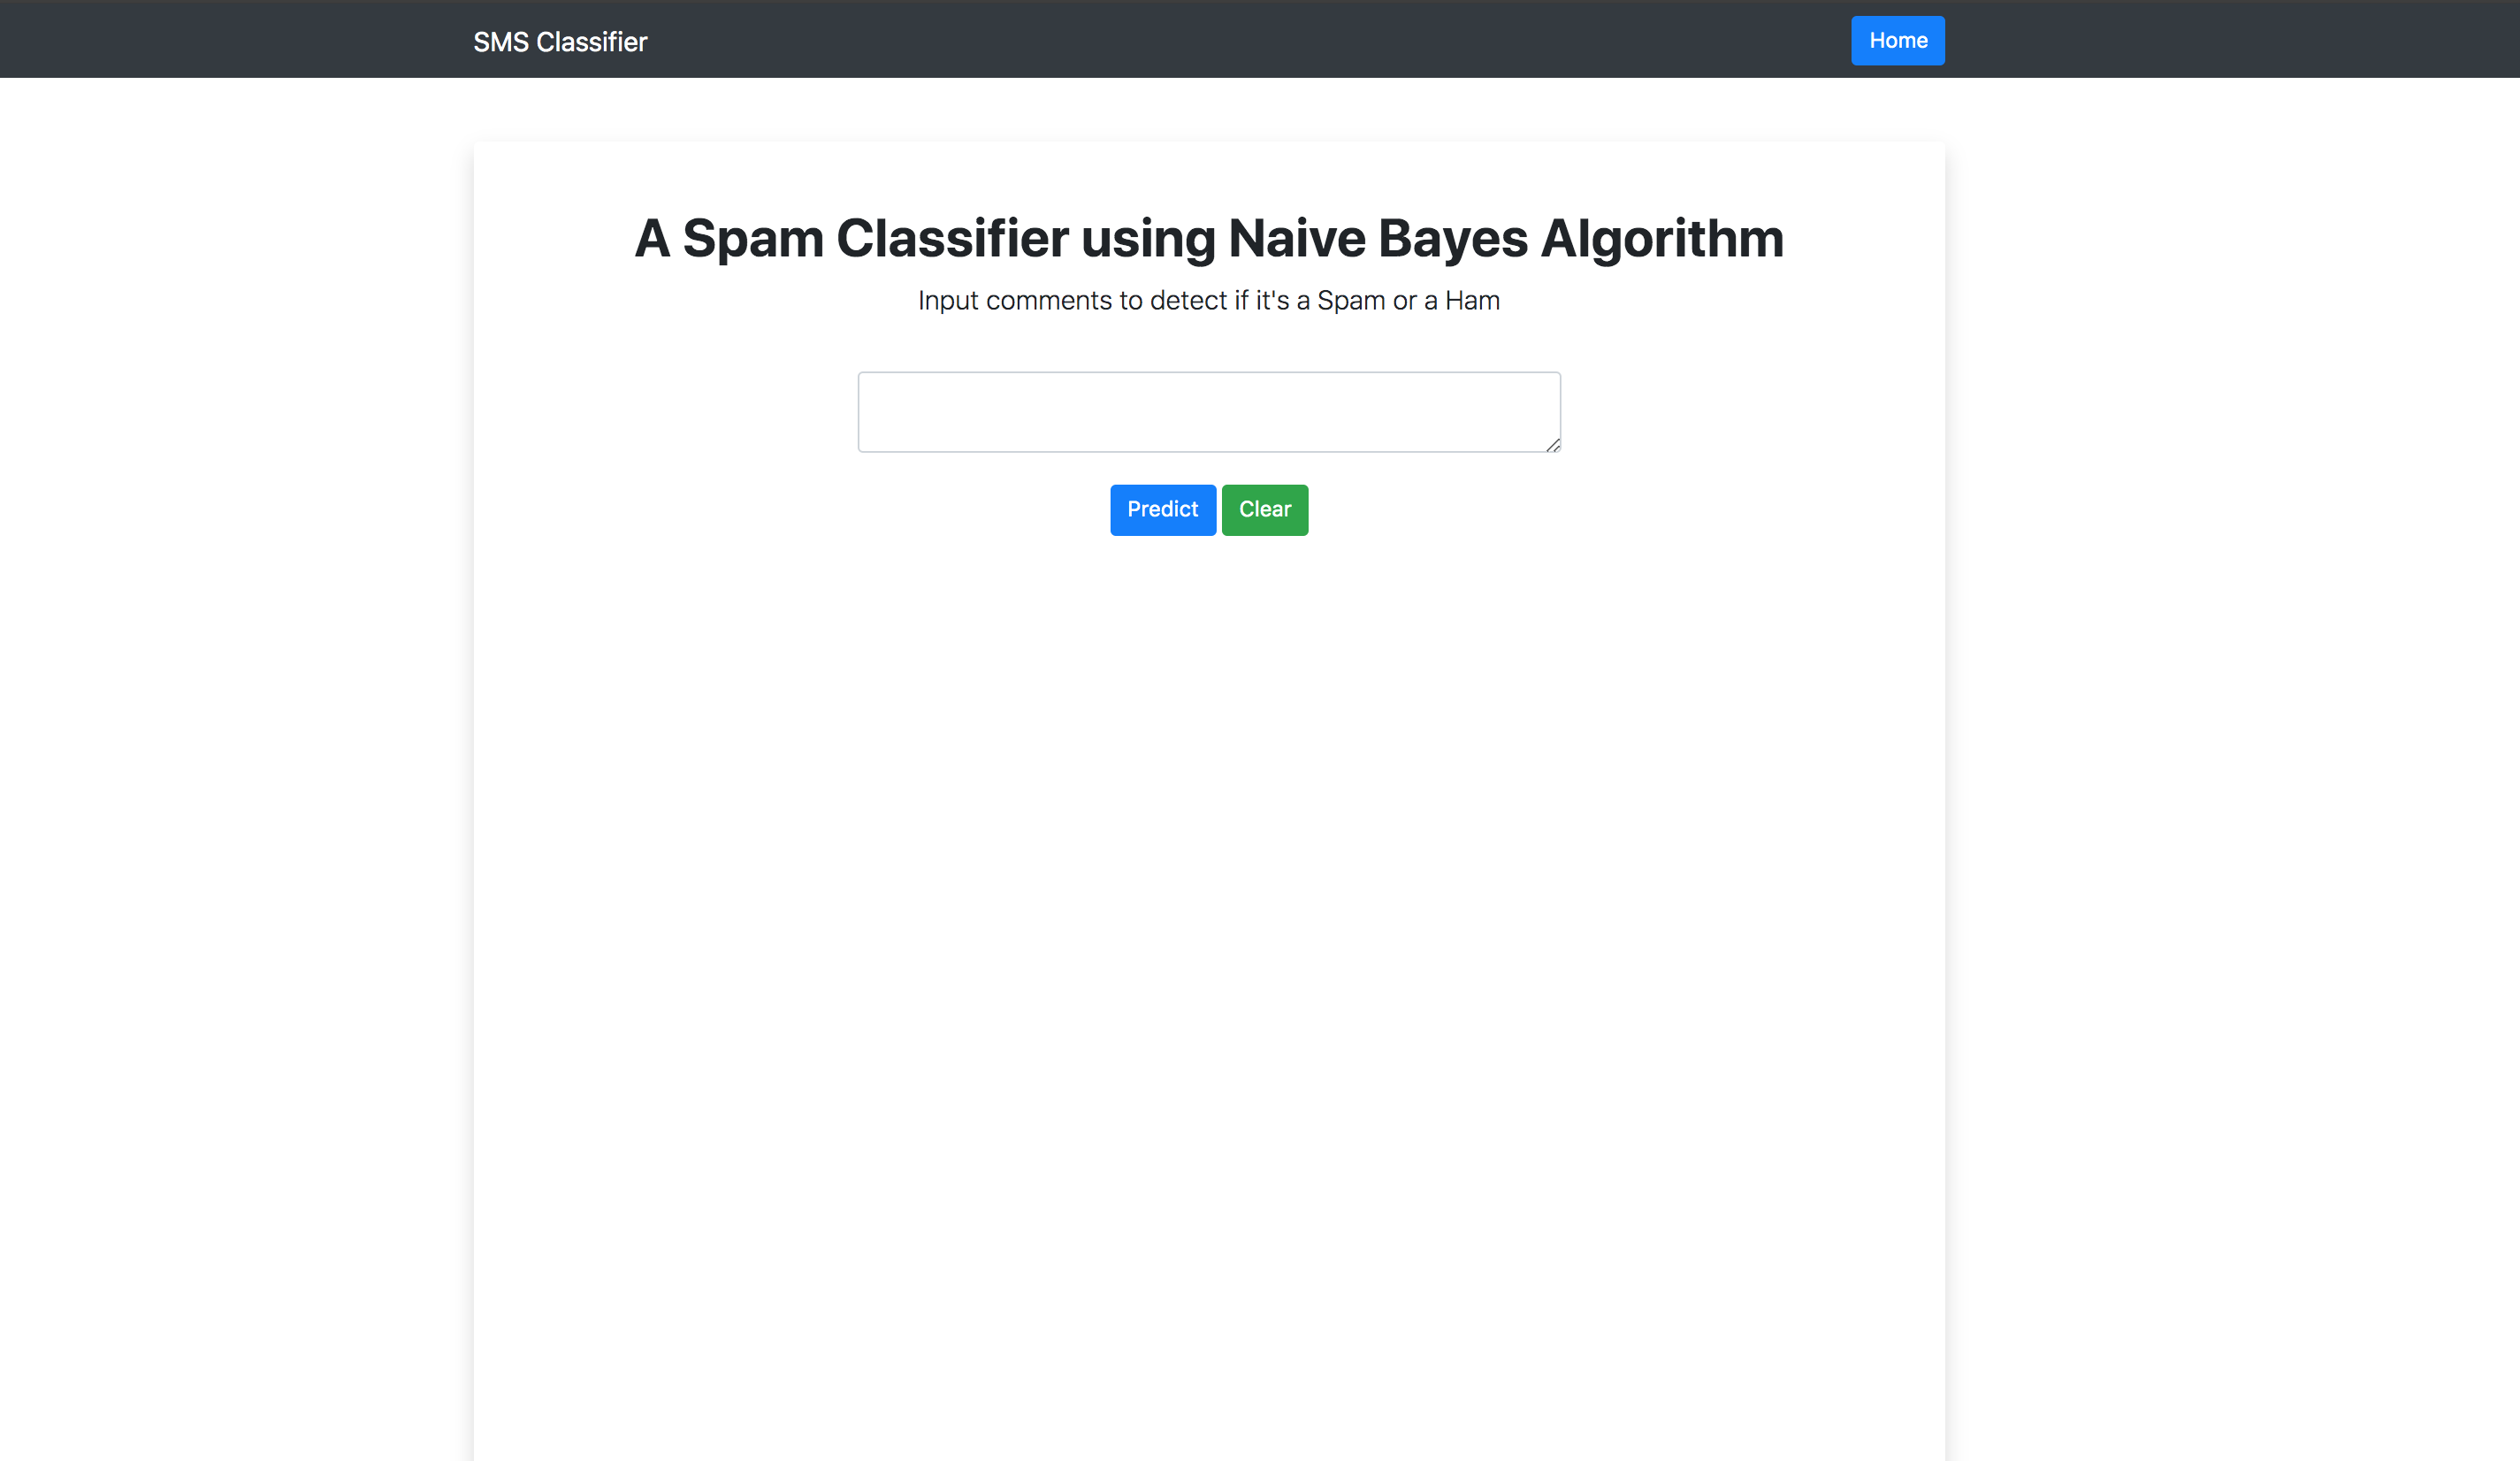 SMS Classifier
Home
A Spam Classifier using Naive Bayes Algorithm
Input comments to detect if it's a Spam or a Ham
Predict
Clear